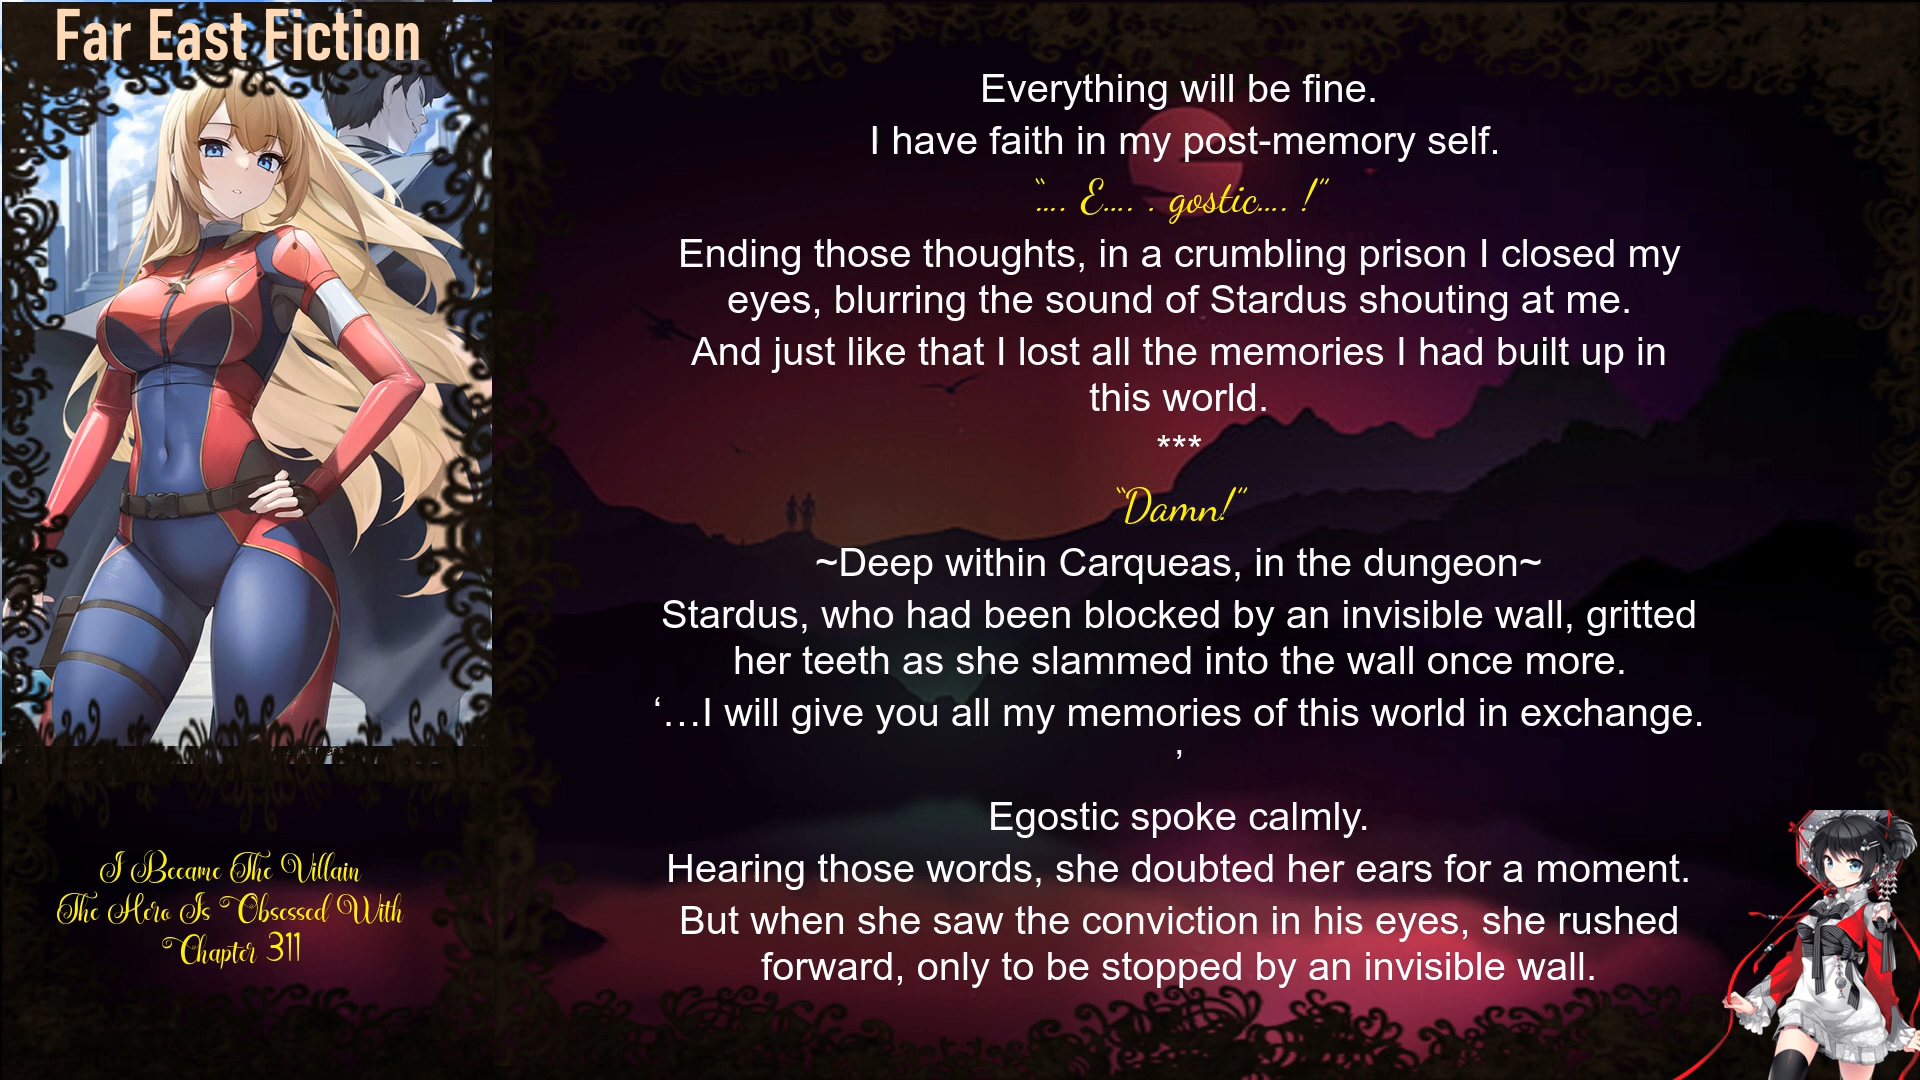 Far East Fiction
Everything will be fine.
I have faith in my post-memory self.
“…. E…. . gostic…. !”
Ending those thoughts, in a crumbling prison I closed my
eyes, blurring the sound of Stardus shouting at me.
And just like that I lost all the memories I had built up in
this world.
***
“Damn!”
~Deep within Carqueas, in the dungeon~
Stardus, who had been blocked by an invisible wall, gritted
her teeth as she slammed into the wall once more.
‘…I will give you all my memories of this world in exchange.
’
Egostic spoke calmly.
Hearing those words, she doubted her ears for a moment.
But when she saw the conviction in his eyes, she rushed
forward, only to be stopped by an invisible wall.
I Became The Villain
The Hero Is Obsessed With
Chapter 311